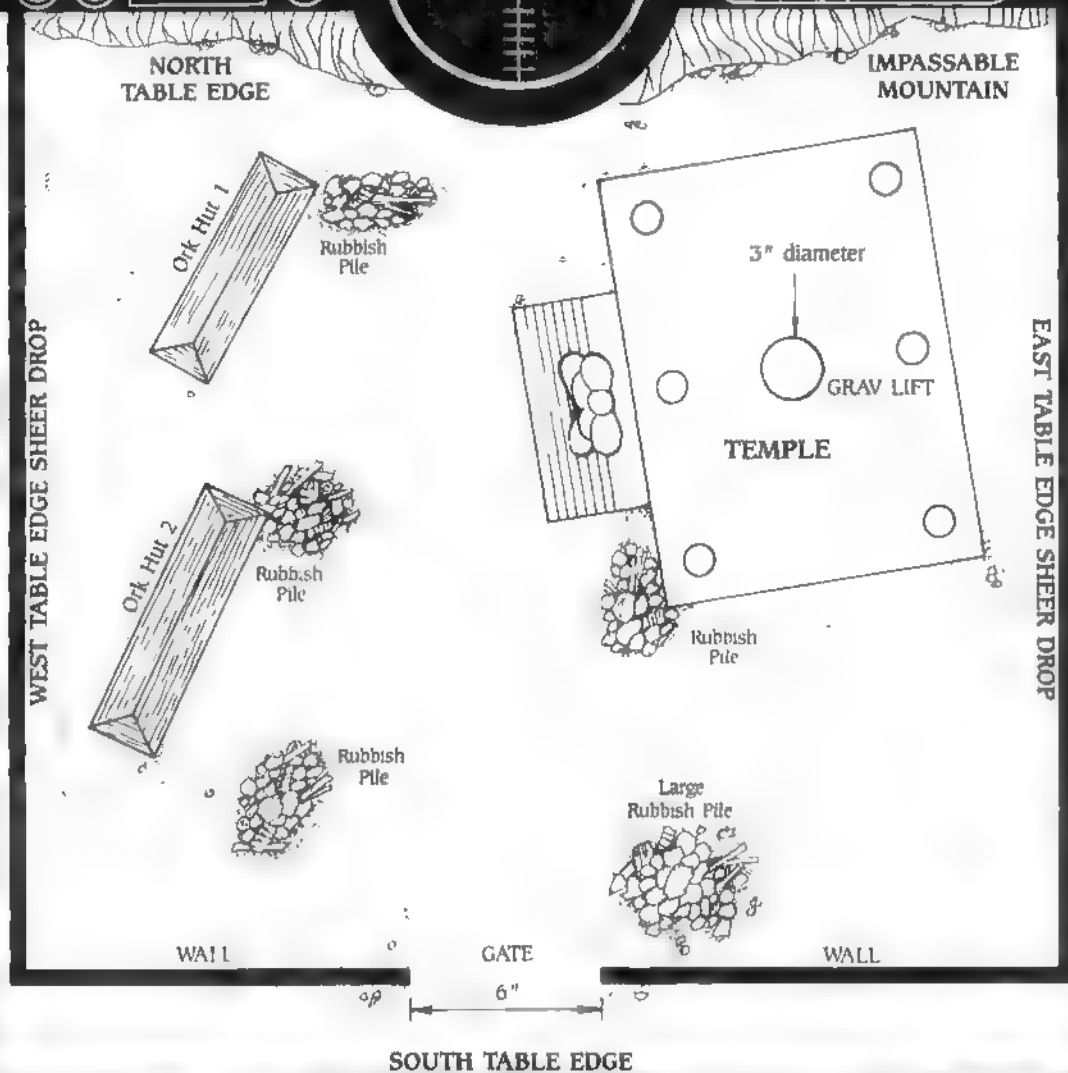 NORTH
TABLE EDGE
IMPASSABLE
MOUNTAIN
Ork Hut 1
Rubbish
Pile
3" diameter
GRAV LIFT
TEMPLE
WEST TABLE EDGE SHEER DROP
EAST TABLE EDGE SHEER DROP
Ork Hut 2
Rubbish
Pile
Rubbish
Pile
Rubbish
Pile
Large
Rubbish Pile
WALL
GATE
WALL
6"
SOUTH TABLE EDGE